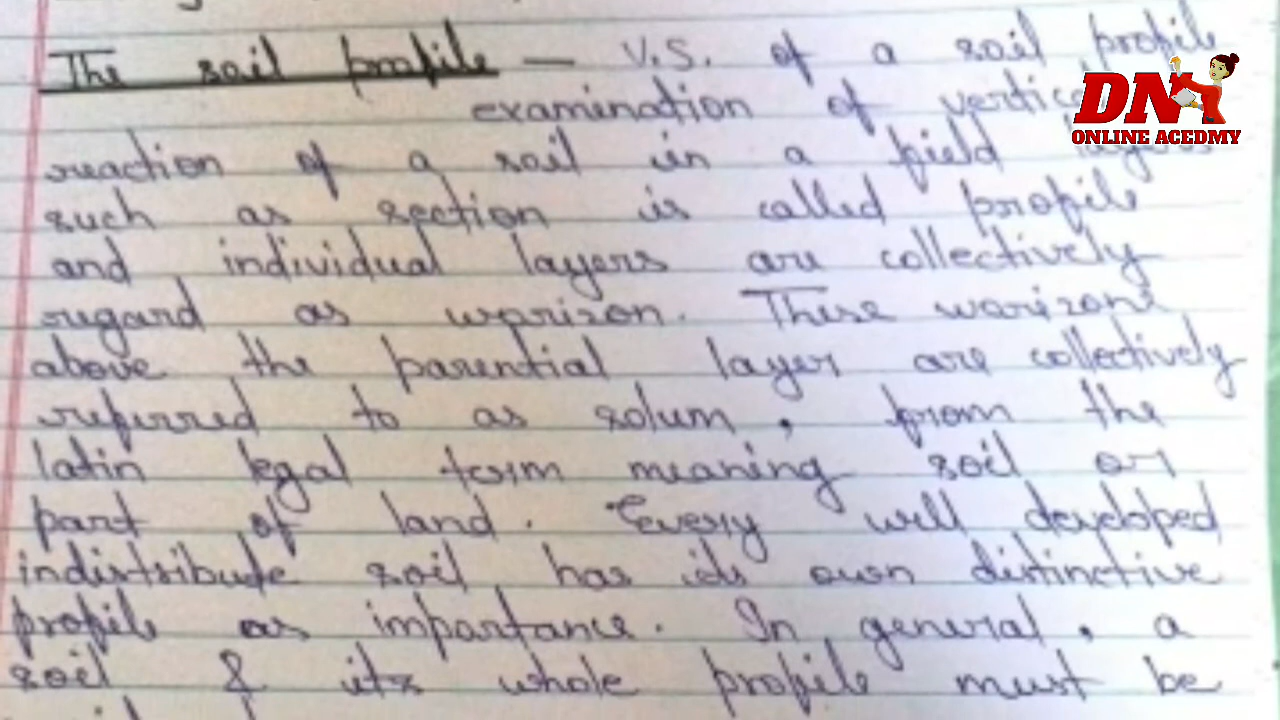 The soil profile — V.S. of a soil profile
examination of vertical
reaction of a soil in a field layers
such as section is called profile
and individual layers are collectively
regard as worizon. These worizons
above the parential layer are collectively
referred to as solum, from the
latin legal form meaning soil or
part of land. Every well developed
indistribute soil has its own distinctive
profile as importance. In general, a
soil & its whole profile must be
DN
ONLINE ACEDMY